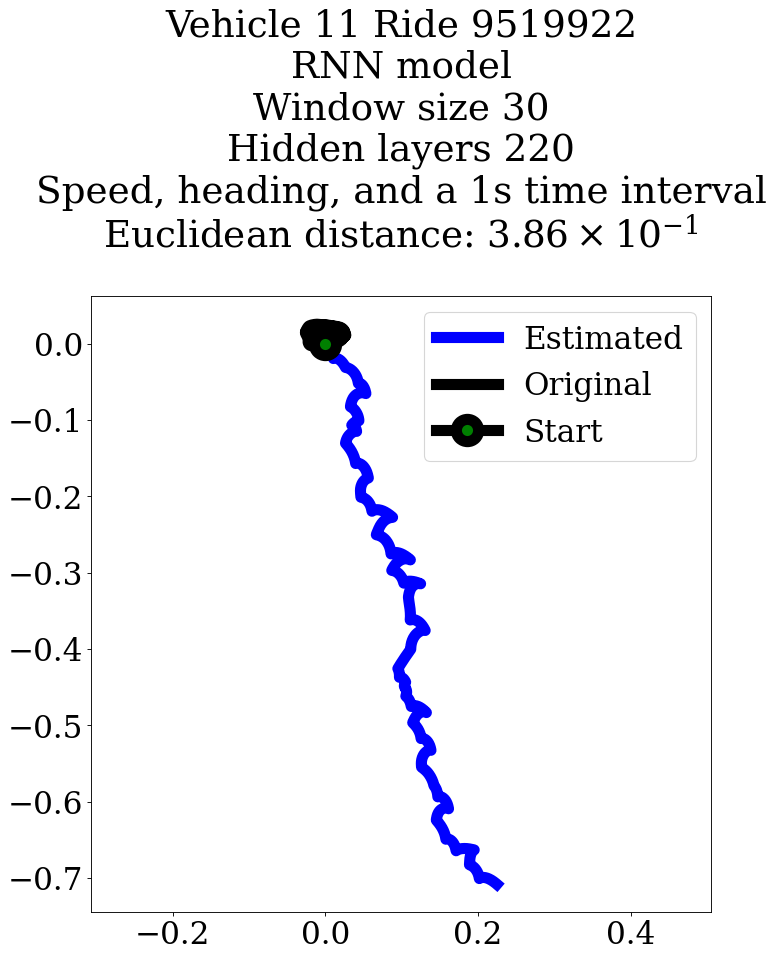 Vehicle 11 Ride 9519922
RNN model
Window size 30
Hidden layers 220
Speed, heading, and a 1s time interval
Euclidean distance: 3.86 × 10⁻¹
Estimated
Original
Start
0.0
−0.1
−0.2
−0.3
−0.4
−0.5
−0.6
−0.7
−0.2 0.0 0.2 0.4